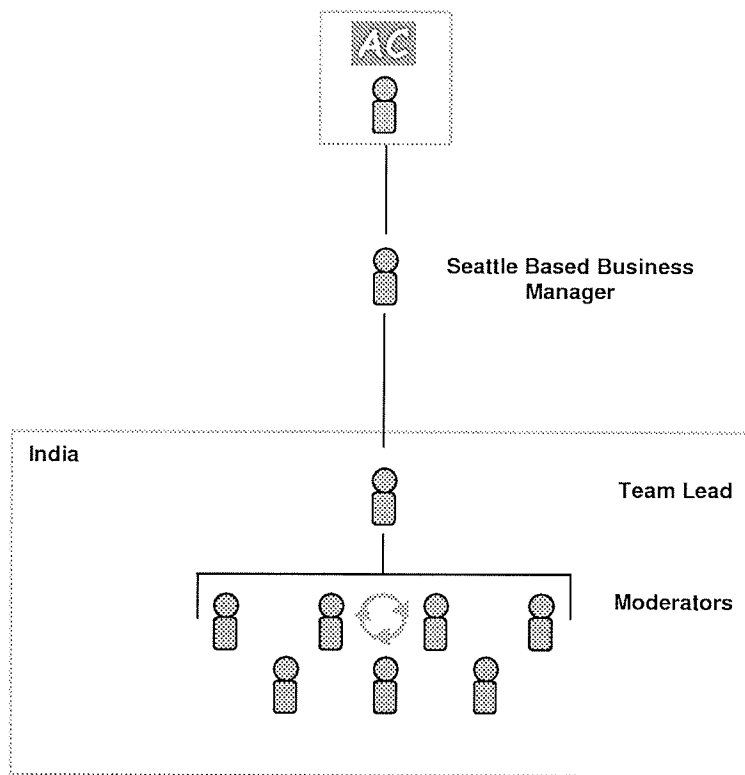 AC
Seattle Based Business
Manager
India
Team Lead
Moderators